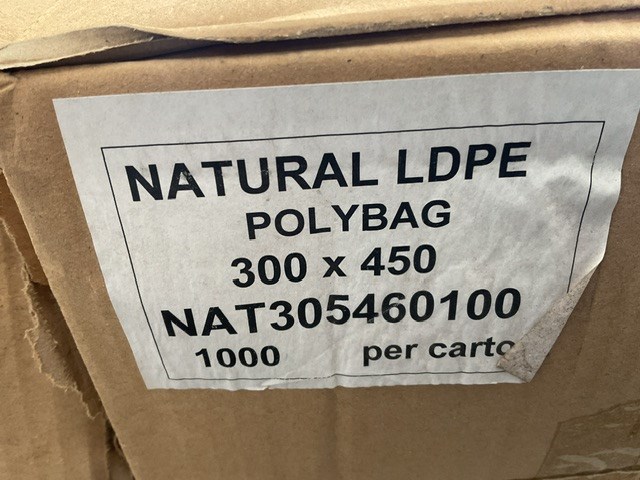 NATURAL LDPE
POLYBAG
300 x 450
NAT305460100
1000 per carto